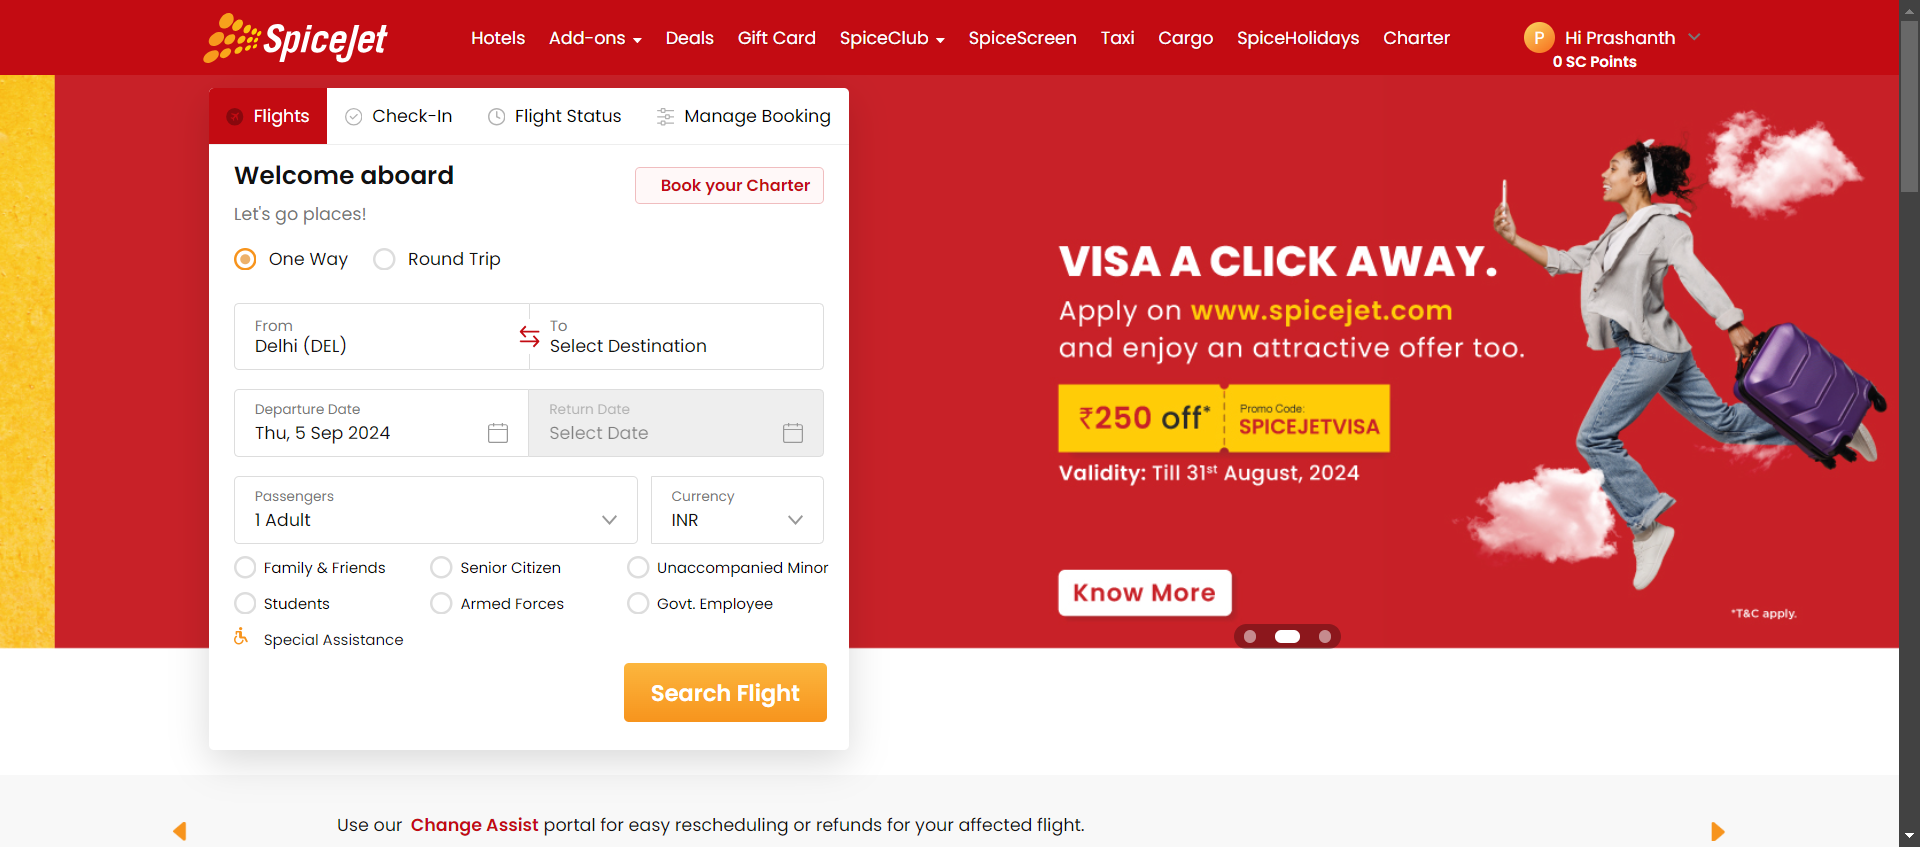 SpiceJet
Hotels Add-ons Deals Gift Card SpiceClub SpiceScreen Taxi Cargo SpiceHolidays Charter
P Hi Prashanth
0 SC Points
Flights Check-In Flight Status Manage Booking
Welcome aboard
Book your Charter
Let's go places!
One Way Round Trip
From
Delhi (DEL)
To
Select Destination
Departure Date
Thu, 5 Sep 2024
Return Date
Select Date
Passengers
1 Adult
Currency
INR
Family & Friends Senior Citizen Unaccompanied Minor
Students Armed Forces Govt. Employee
Special Assistance
Search Flight
VISA A CLICK AWAY.
Apply on www.spicejet.com
and enjoy an attractive offer too.
₹250 off*
Promo Code:
SPICEJETVISA
Validity: Till 31st August, 2024
Know More
*T&C apply.
Use our Change Assist portal for easy rescheduling or refunds for your affected flight.